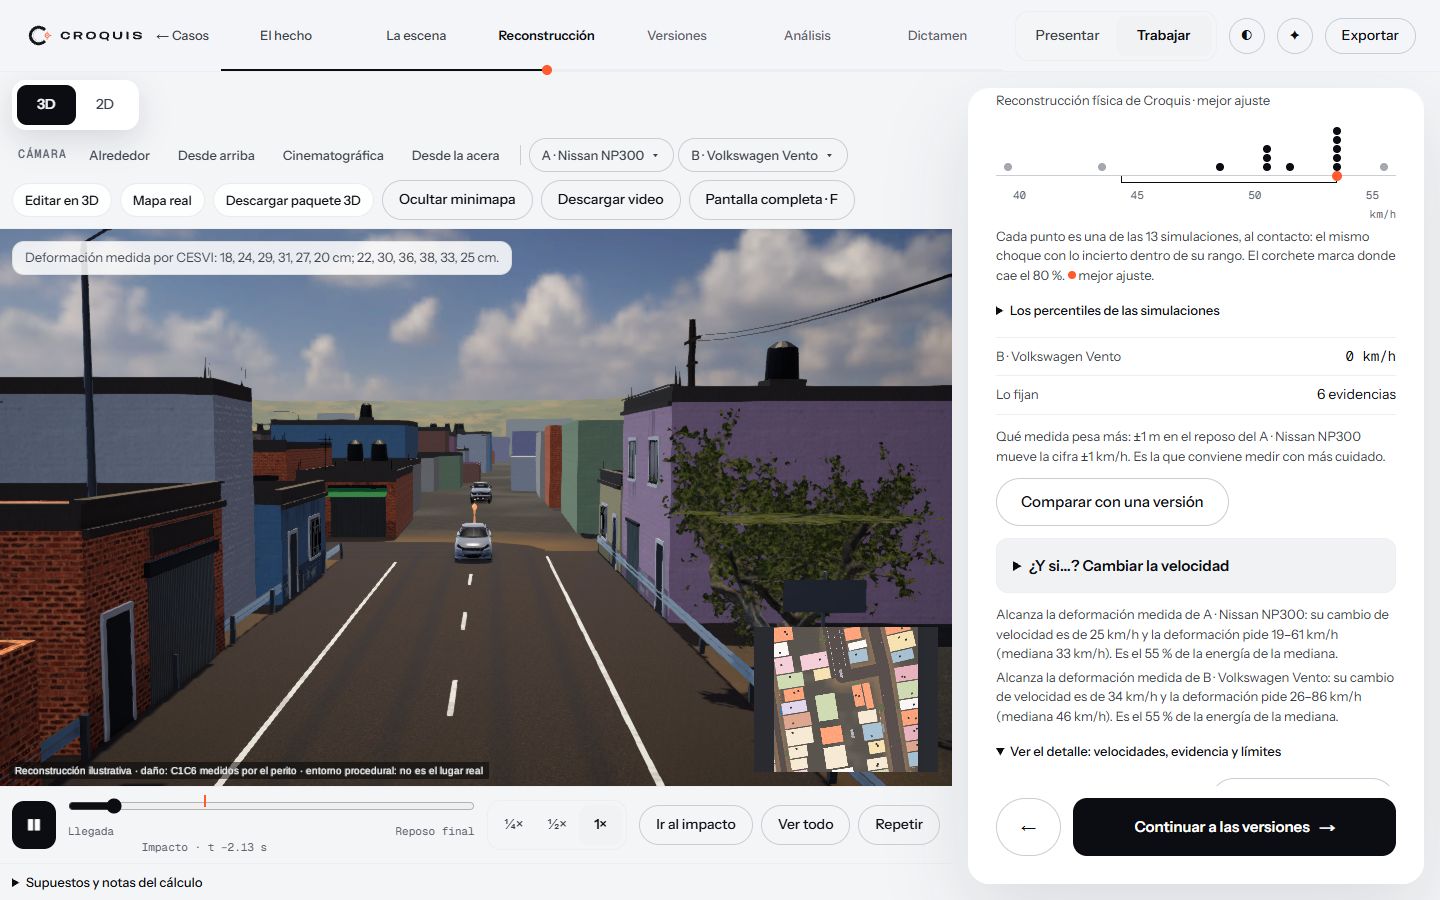 CROQUIS
← Casos
El hecho
La escena
Reconstrucción
Versiones
Análisis
Dictamen
Presentar
Trabajar
Exportar
3D
2D
CÁMARA
Alrededor
Desde arriba
Cinematográfica
Desde la acera
A · Nissan NP300
B · Volkswagen Vento
Editar en 3D
Mapa real
Descargar paquete 3D
Ocultar minimapa
Descargar video
Pantalla completa · F
Deformación medida por CESVI: 18, 24, 29, 31, 27, 20 cm; 22, 30, 36, 38, 33, 25 cm.
Reconstrucción ilustrativa · daño: C1C6 medidos por el perito · entorno procedural: no es el lugar real
Llegada
Reposo final
Impacto · t −2.13 s
¼×
½×
1×
Ir al impacto
Ver todo
Repetir
Supuestos y notas del cálculo
Reconstrucción física de Croquis · mejor ajuste
40
45
50
55
km/h
Cada punto es una de las 13 simulaciones, al contacto: el mismo
choque con lo incierto dentro de su rango. El corchete marca donde
cae el 80 %. mejor ajuste.
Los percentiles de las simulaciones
B · Volkswagen Vento
0 km/h
Lo fijan
6 evidencias
Qué medida pesa más: ±1 m en el reposo del A · Nissan NP300
mueve la cifra ±1 km/h. Es la que conviene medir con más cuidado.
Comparar con una versión
¿Y si...? Cambiar la velocidad
Alcanza la deformación medida de A · Nissan NP300: su cambio de
velocidad es de 25 km/h y la deformación pide 19–61 km/h
(mediana 33 km/h). Es el 55 % de la energía de la mediana.
Alcanza la deformación medida de B · Volkswagen Vento: su cambio
de velocidad es de 34 km/h y la deformación pide 26–86 km/h
(mediana 46 km/h). Es el 55 % de la energía de la mediana.
Ver el detalle: velocidades, evidencia y límites
←
Continuar a las versiones →